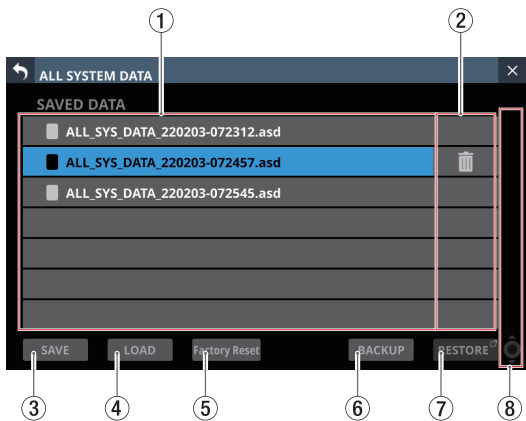 ① ②
ALL SYSTEM DATA ×
SAVED DATA
ALL_SYS_DATA_220203-072312.asd
ALL_SYS_DATA_220203-072457.asd
ALL_SYS_DATA_220203-072545.asd
SAVE LOAD Factory Reset BACKUP RESTORE
③ ④ ⑤ ⑥ ⑦ ⑧